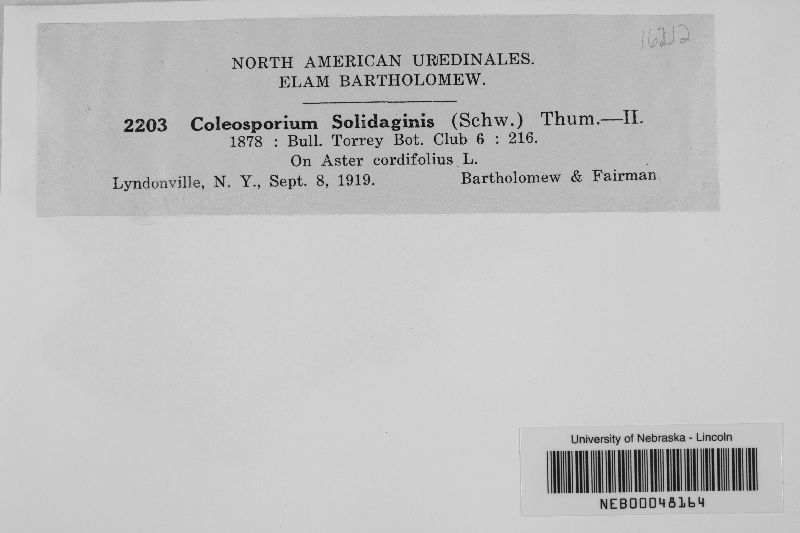 16212
NORTH AMERICAN UREDINALES.
ELAM BARTHOLOMEW.
2203 Coleosporium Solidaginis (Schw.) Thum.—II.
1878 : Bull. Torrey Bot. Club 6 : 216.
On Aster cordifolius L.
Lyndonville, N. Y., Sept. 8, 1919. Bartholomew & Fairman.
University of Nebraska - Lincoln
NEB00048164